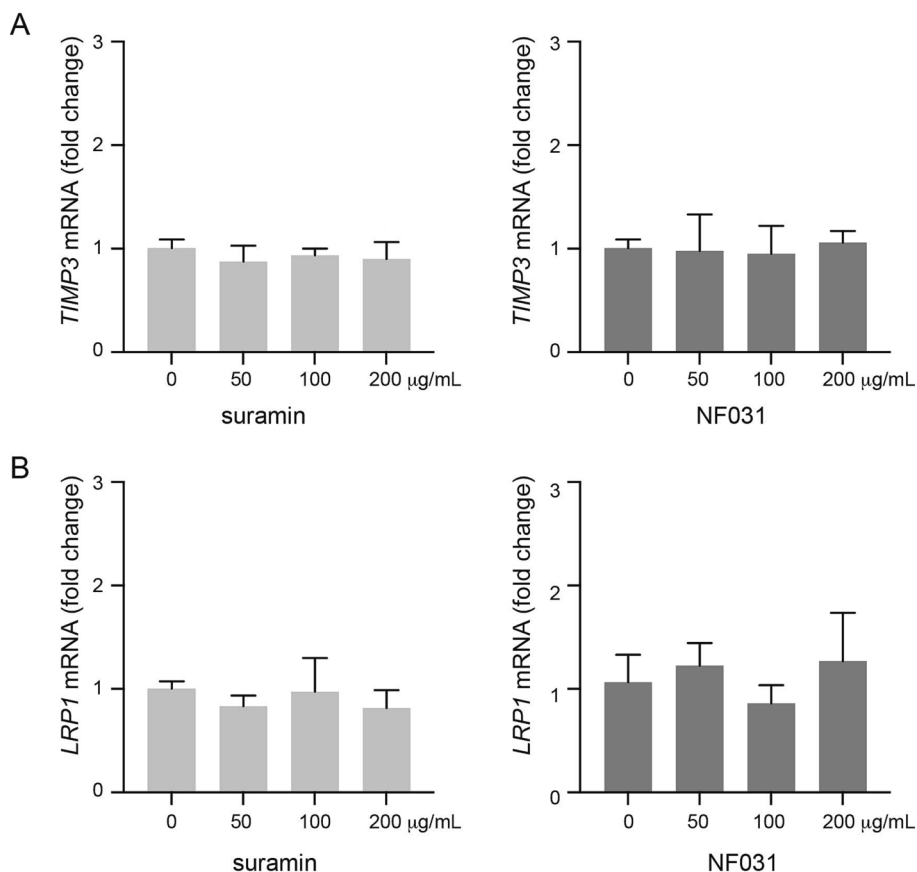 A
TIMP3 mRNA (fold change)
3
2
1
0
0 50 100 200 μg/mL
suramin
TIMP3 mRNA (fold change)
3
2
1
0
0 50 100 200 μg/mL
NF031
B
LRP1 mRNA (fold change)
3
2
1
0
0 50 100 200 μg/mL
suramin
LRP1 mRNA (fold change)
3
2
1
0
0 50 100 200 μg/mL
NF031